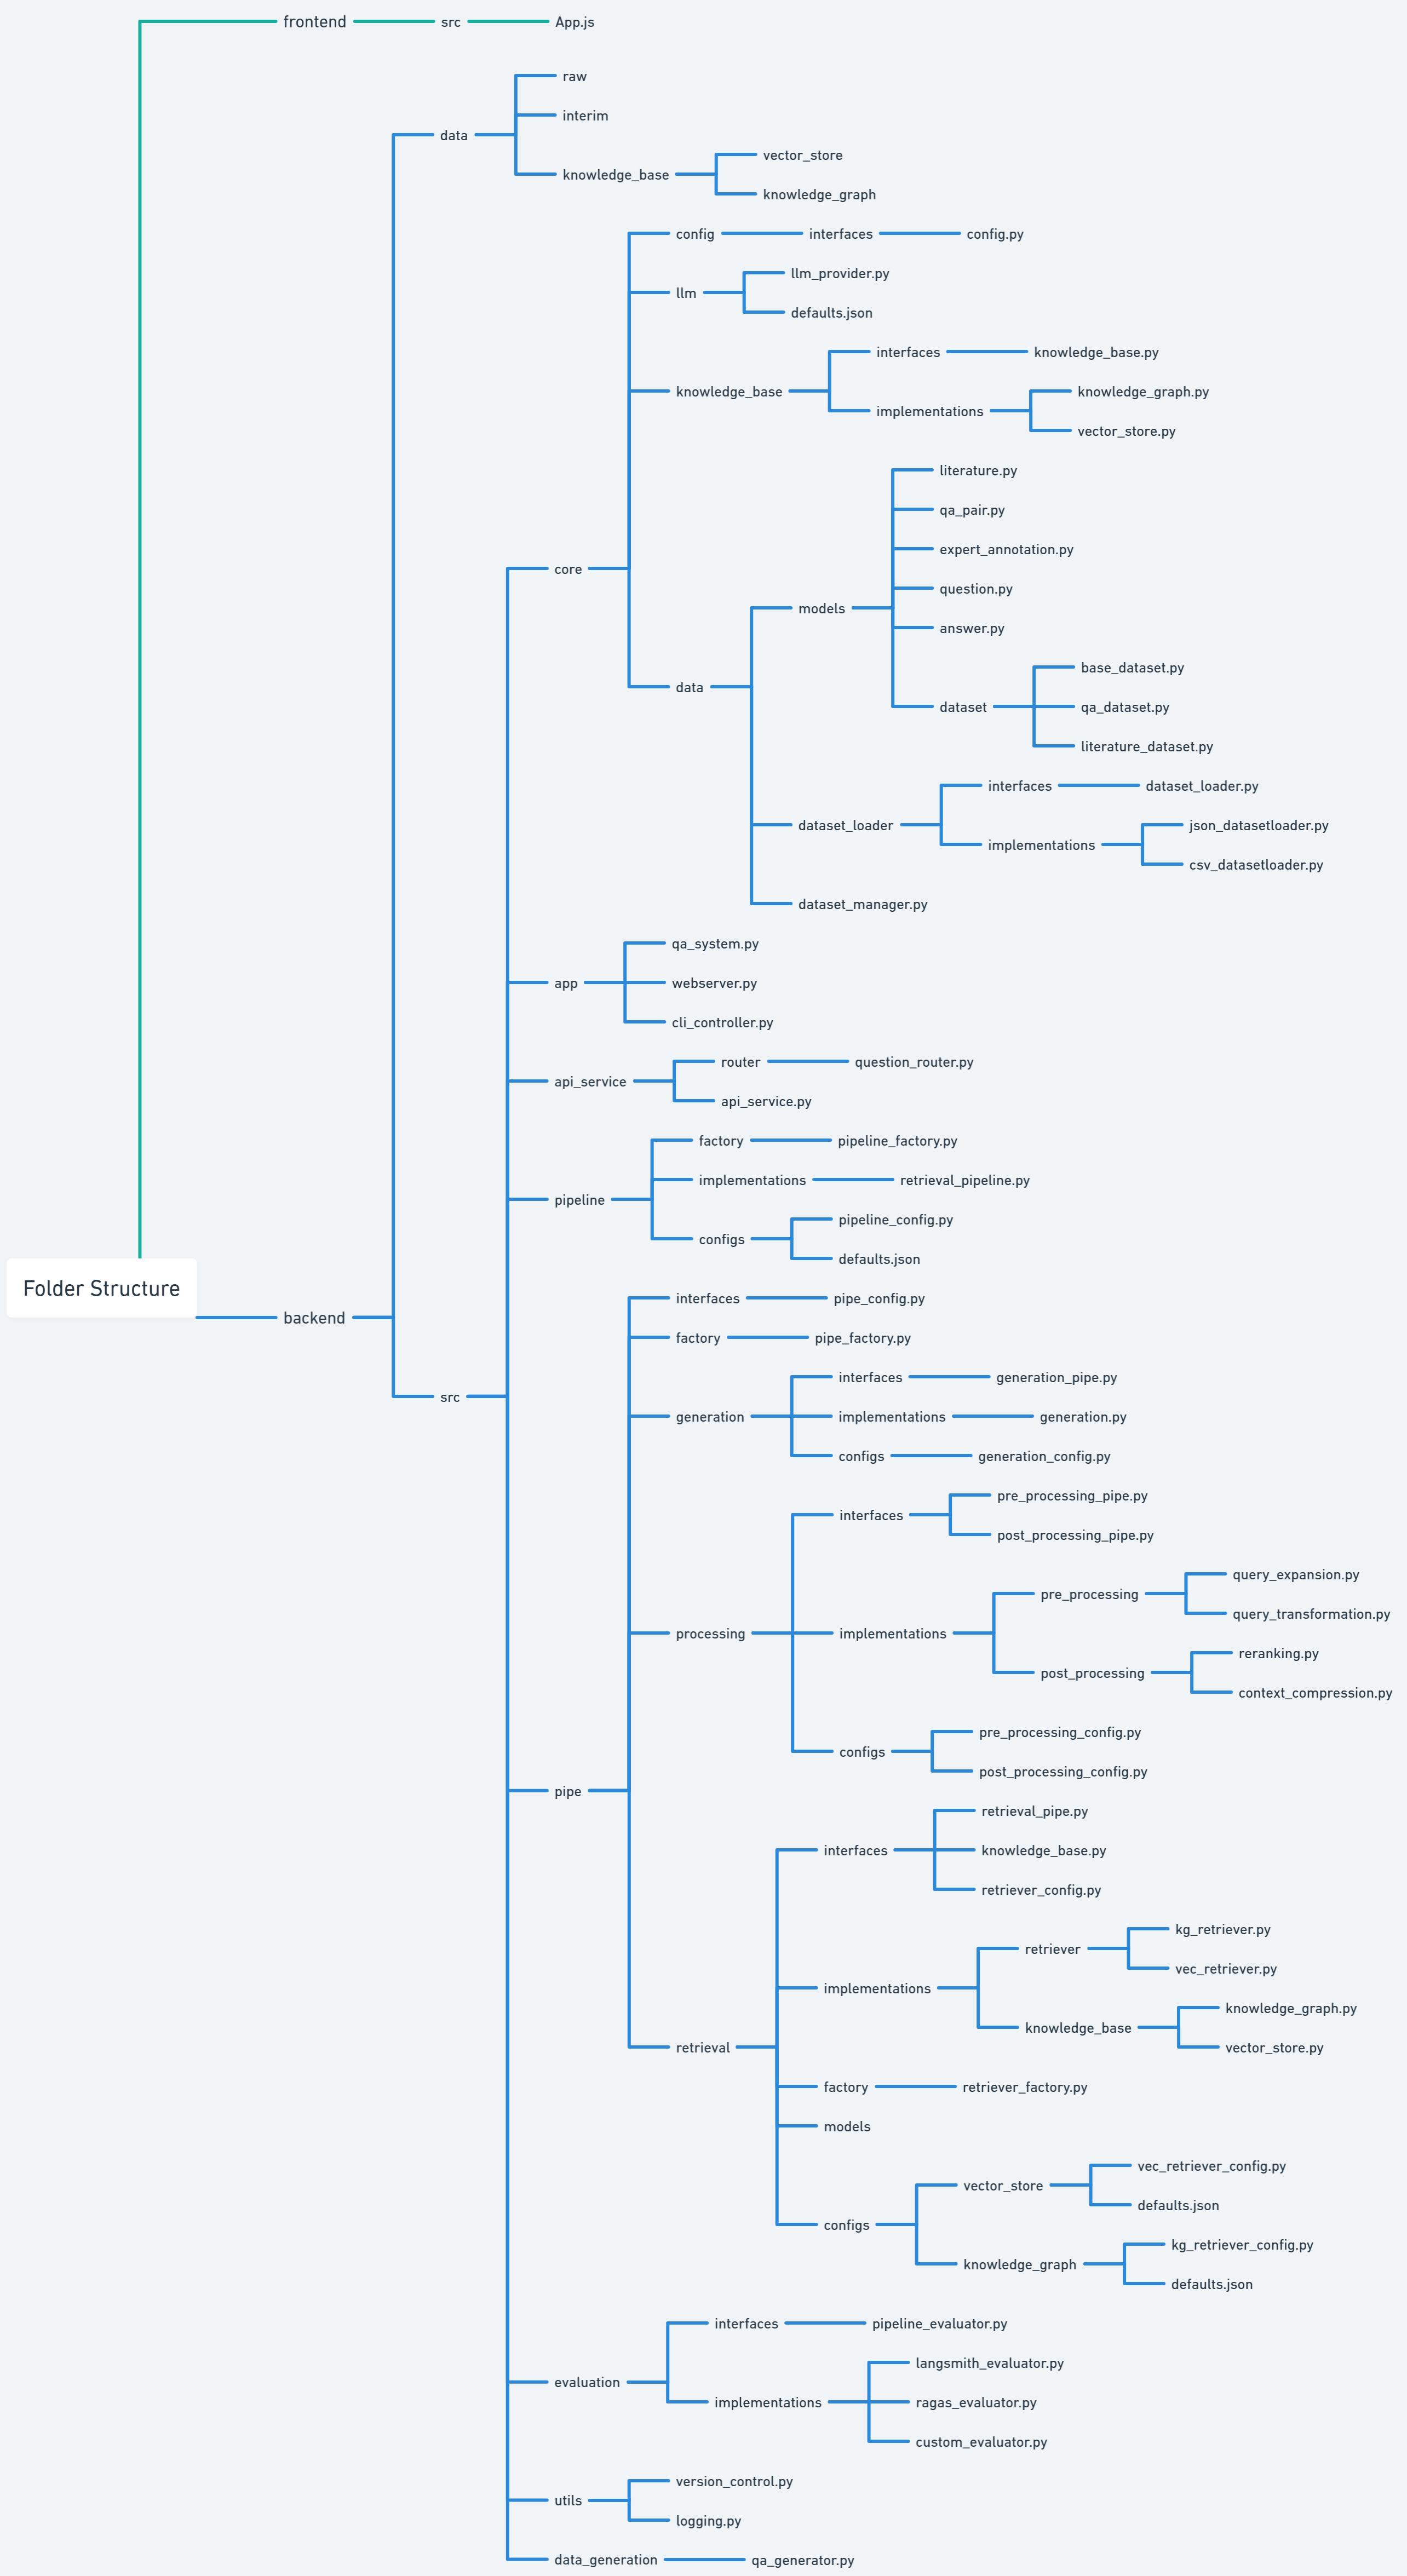 frontend src App.js
raw
interim
data
vector_store
knowledge_base
knowledge_graph
config interfaces config.py
llm_provider.py
llm
defaults.json
interfaces knowledge_base.py
knowledge_base
knowledge_graph.py
implementations
vector_store.py
literature.py
qa_pair.py
expert_annotation.py
core
question.py
models
answer.py
base_dataset.py
data
dataset qa_dataset.py
literature_dataset.py
interfaces dataset_loader.py
dataset_loader
json_datasetloader.py
implementations
csv_datasetloader.py
dataset_manager.py
qa_system.py
app webserver.py
cli_controller.py
router question_router.py
api_service
api_service.py
factory pipeline_factory.py
implementations retrieval_pipeline.py
pipeline
pipeline_config.py
configs
defaults.json
Folder Structure
interfaces pipe_config.py
backend
factory pipe_factory.py
interfaces generation_pipe.py
src
generation implementations generation.py
configs generation_config.py
pre_processing_pipe.py
interfaces
post_processing_pipe.py
query_expansion.py
pre_processing
query_transformation.py
processing implementations
reranking.py
post_processing
context_compression.py
pre_processing_config.py
configs
post_processing_config.py
pipe
retrieval_pipe.py
interfaces knowledge_base.py
retriever_config.py
kg_retriever.py
retriever
vec_retriever.py
implementations
knowledge_graph.py
knowledge_base
vector_store.py
retrieval
factory retriever_factory.py
models
vec_retriever_config.py
vector_store
defaults.json
configs
kg_retriever_config.py
knowledge_graph
defaults.json
interfaces pipeline_evaluator.py
langsmith_evaluator.py
evaluation
implementations ragas_evaluator.py
custom_evaluator.py
version_control.py
utils
logging.py
data_generation qa_generator.py